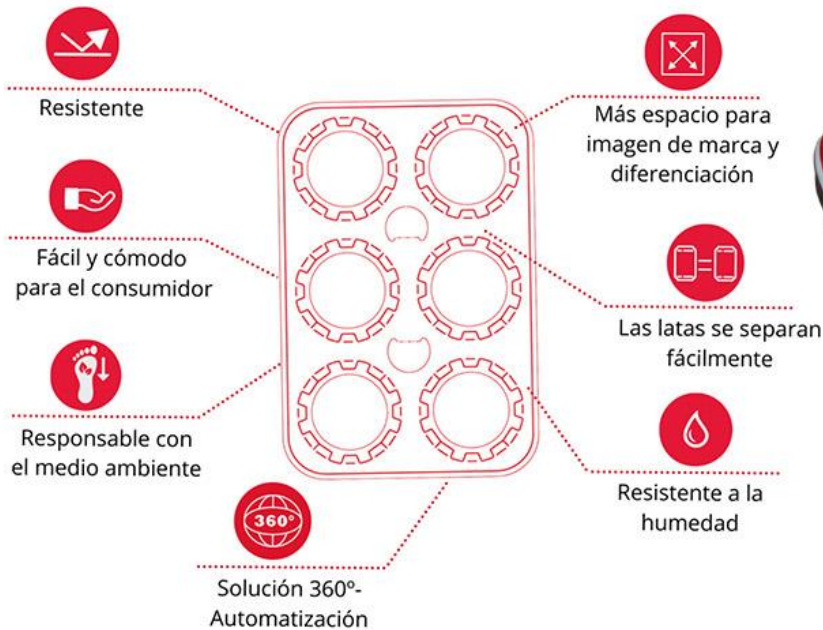 Resistente
Fácil y cómodo
para el consumidor
Responsable con
el medio ambiente
360°
Solución 360º-
Automatización
Más espacio para
imagen de marca y
diferenciación
Las latas se separan
fácilmente
Resistente a la
humedad